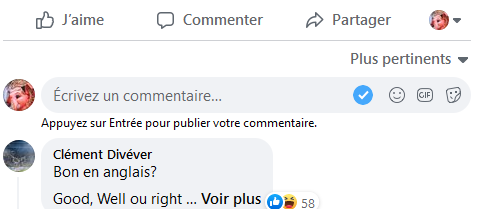 J'aime Commenter Partager
Plus pertinents
Écrivez un commentaire... GIF
Appuyez sur Entrée pour publier votre commentaire.
Clément Divéver
Bon en anglais?
Good, Well ou right ... Voir plus 58